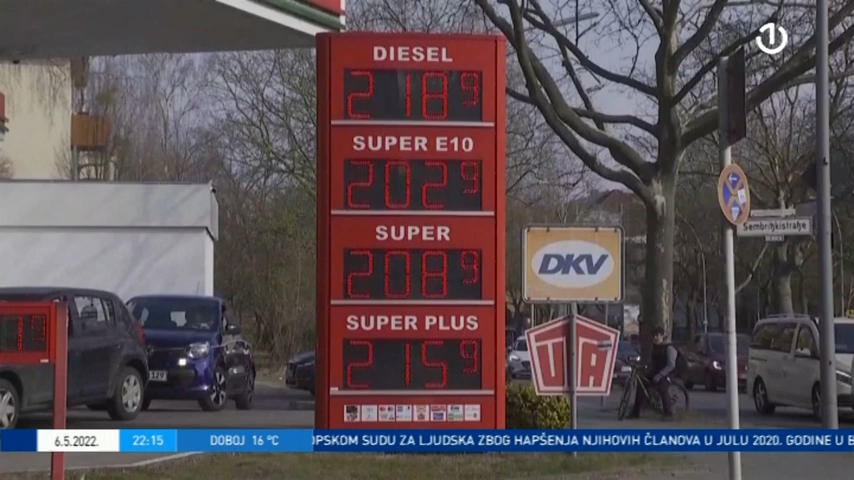 DIESEL
2189
SUPER E10
2029
SUPER
2089
SUPER PLUS
2159
DKV
UTA
Sembritzkistraße
1
6.5.2022.
22:15
DOBOJ 16 °C
OPSKOM SUDU ZA LJUDSKA ZBOG HAPŠENJA NJIHOVIH ČLANOVA U JULU 2020. GODINE U B